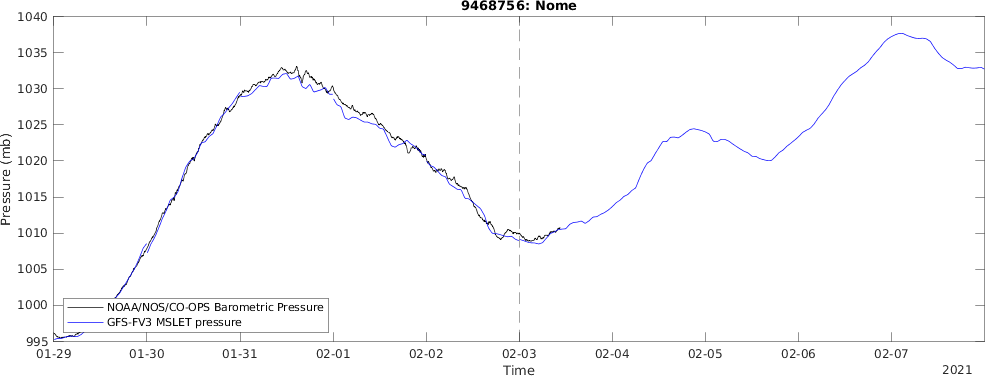 9468756: Nome
1040
1035
1030
1025
1020
1015
1010
1005
1000
995
Pressure (mb)
NOAA/NOS/CO-OPS Barometric Pressure
GFS-FV3 MSLET pressure
01-29 01-30 01-31 02-01 02-02 02-03 02-04 02-05 02-06 02-07
Time
2021